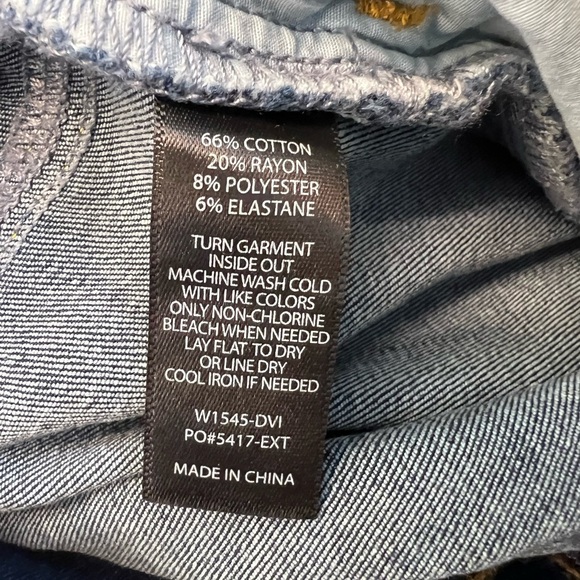 66% COTTON
20% RAYON
8% POLYESTER
6% ELASTANE
TURN GARMENT
INSIDE OUT
MACHINE WASH COLD
WITH LIKE COLORS
ONLY NON-CHLORINE
BLEACH WHEN NEEDED
LAY FLAT TO DRY
OR LINE DRY
COOL IRON IF NEEDED
W1545-DVI
PO#5417-EXT
MADE IN CHINA